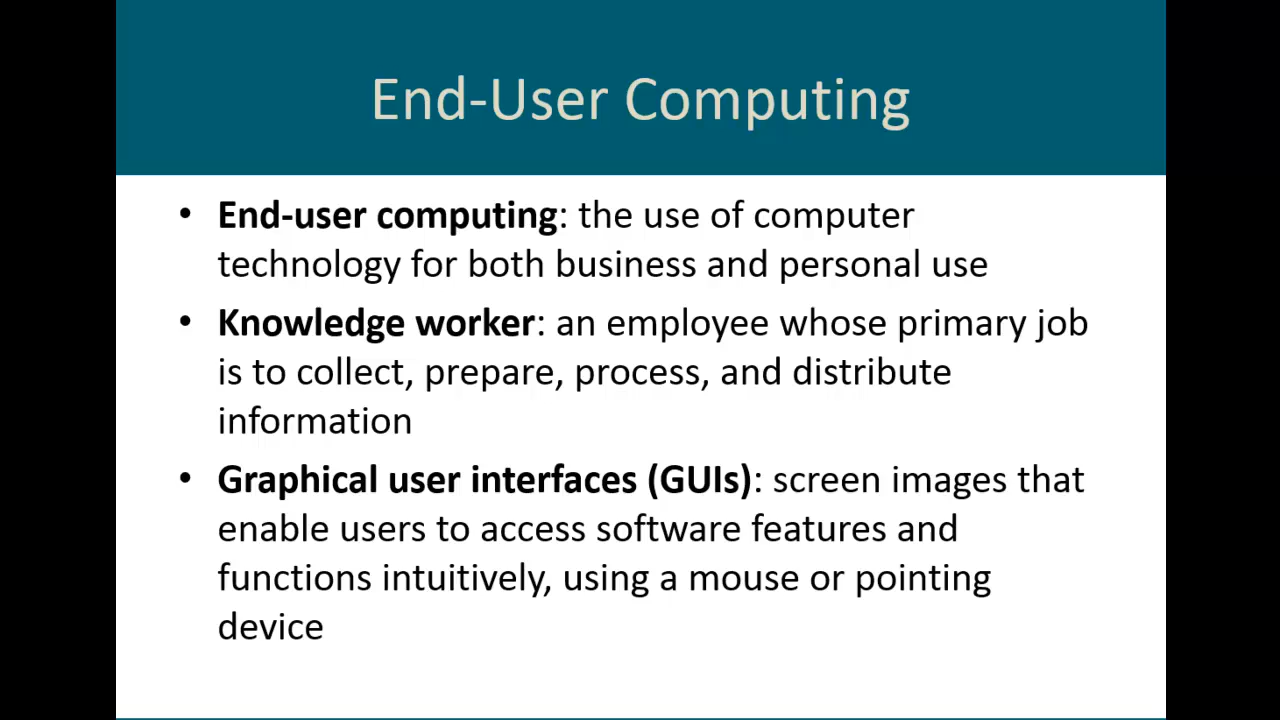 End-User Computing
• End-user computing: the use of computer
technology for both business and personal use
• Knowledge worker: an employee whose primary job
is to collect, prepare, process, and distribute
information
• Graphical user interfaces (GUIs): screen images that
enable users to access software features and
functions intuitively, using a mouse or pointing
device